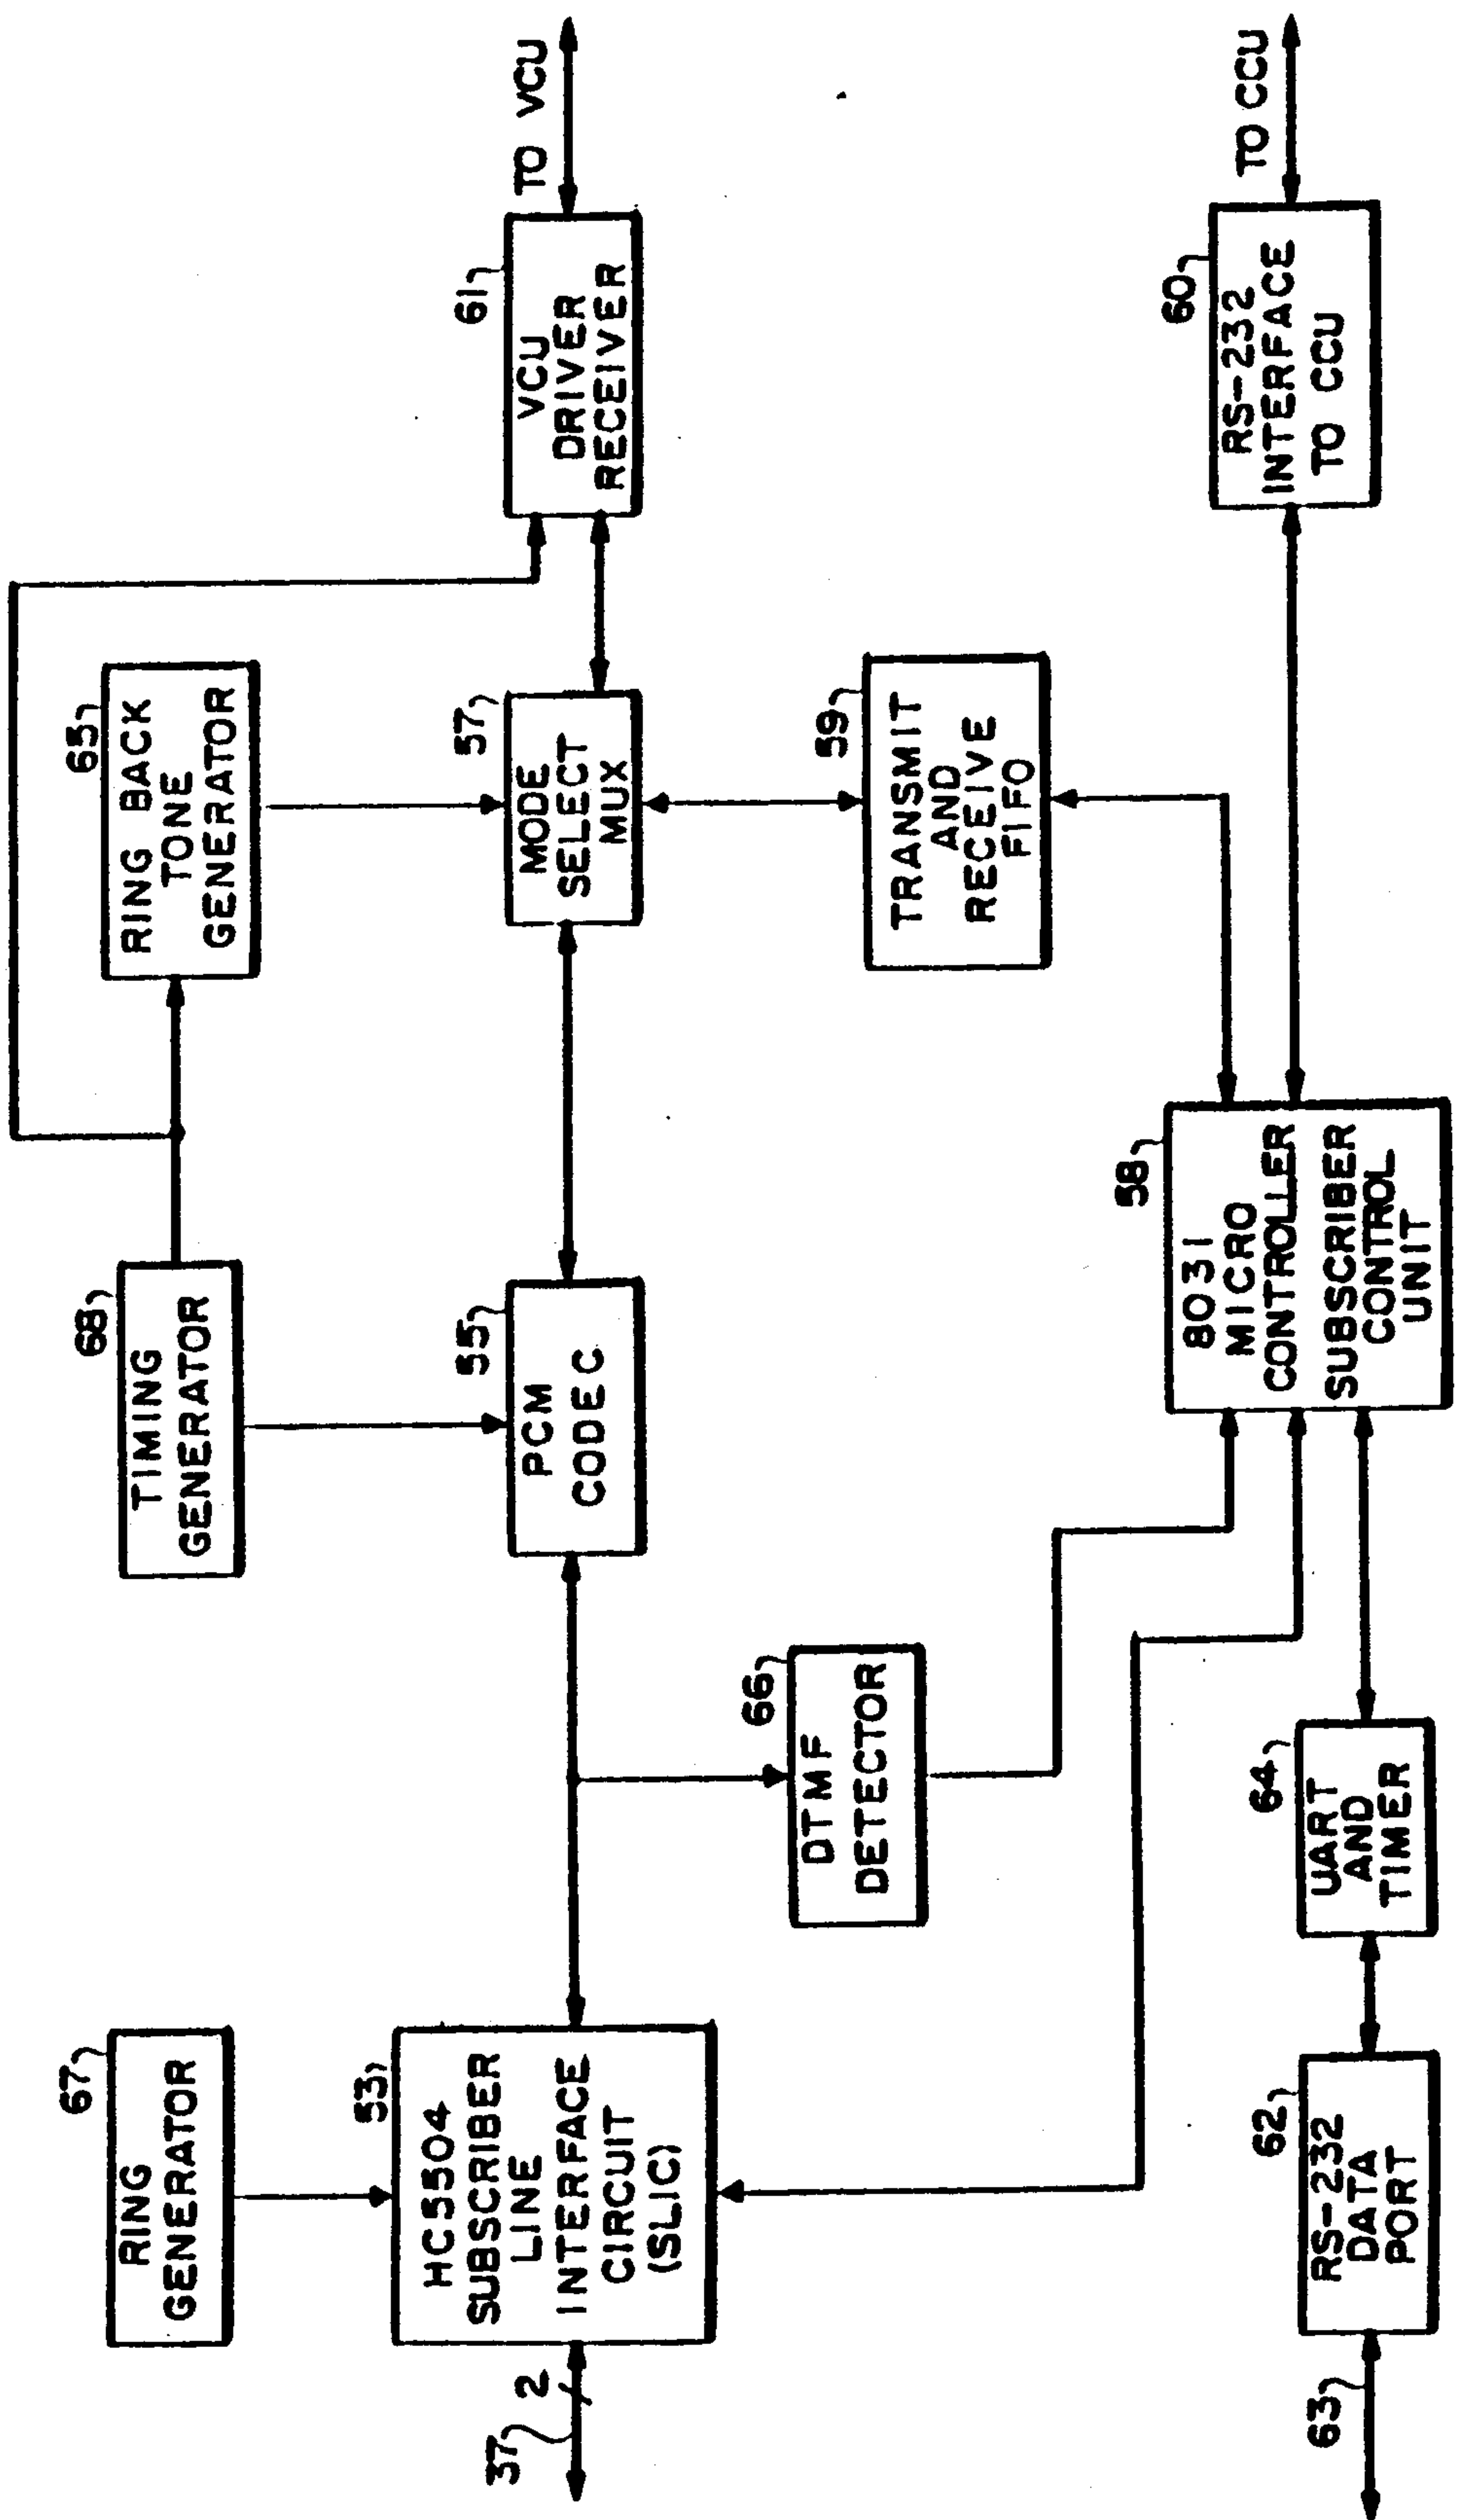 67
RING
GENERATOR
68
TIMING
GENERATOR
65
RING BACK
TONE
GENERATOR
37
2
53
HC5504
SUBSCRIBER
LINE
INTERFACE
CIRCUIT
(SLIC)
55
PCM
CODEC
57
MODE
SELECT
MUX
61
VCU
DRIVER
RECEIVER
TO VCU
66
DTMF
DETECTOR
59
TRANSMIT
AND
RECEIVE
FIFO
63
62
RS-232
DATA
PORT
64
UART
AND
TIMER
58
8031
MICRO
CONTROLLER
SUBSCRIBER
CONTROL
UNIT
60
RS-232
INTERFACE
TO CCU
TO CCU